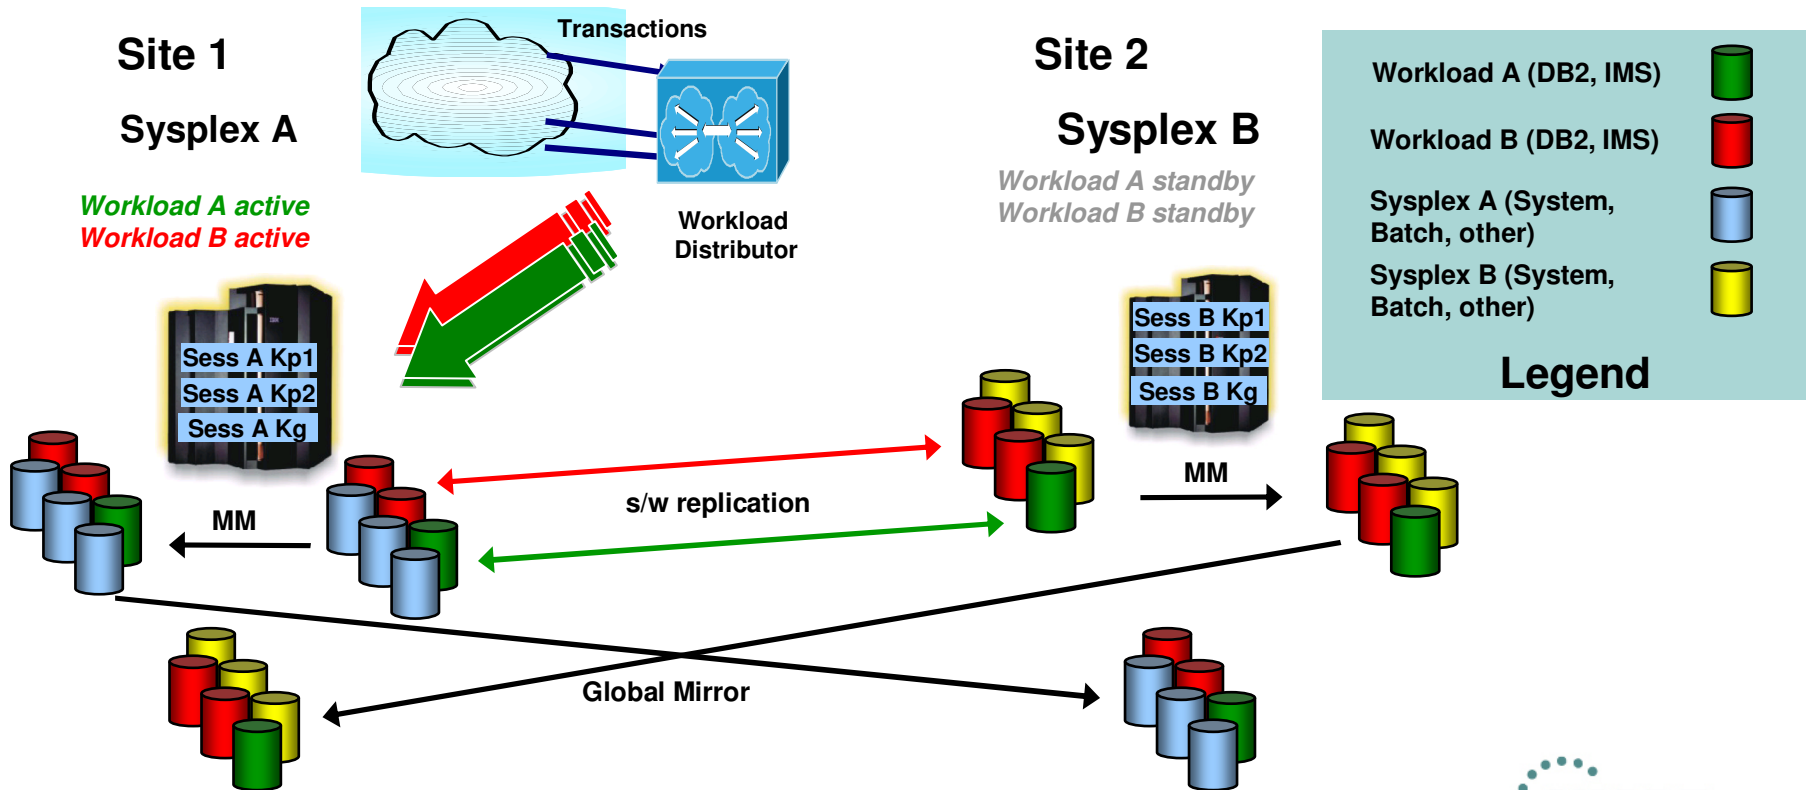 Transactions
Site 1
Sysplex A
Workload A active
Workload B active
Workload
Distributor
Site 2
Sysplex B
Workload A standby
Workload B standby
Workload A (DB2, IMS)
Workload B (DB2, IMS)
Sysplex A (System,
Batch, other)
Sysplex B (System,
Batch, other)
Legend
Sess A Kp1
Sess A Kp2
Sess A Kg
Sess B Kp1
Sess B Kp2
Sess B Kg
MM
s/w replication
MM
Global Mirror